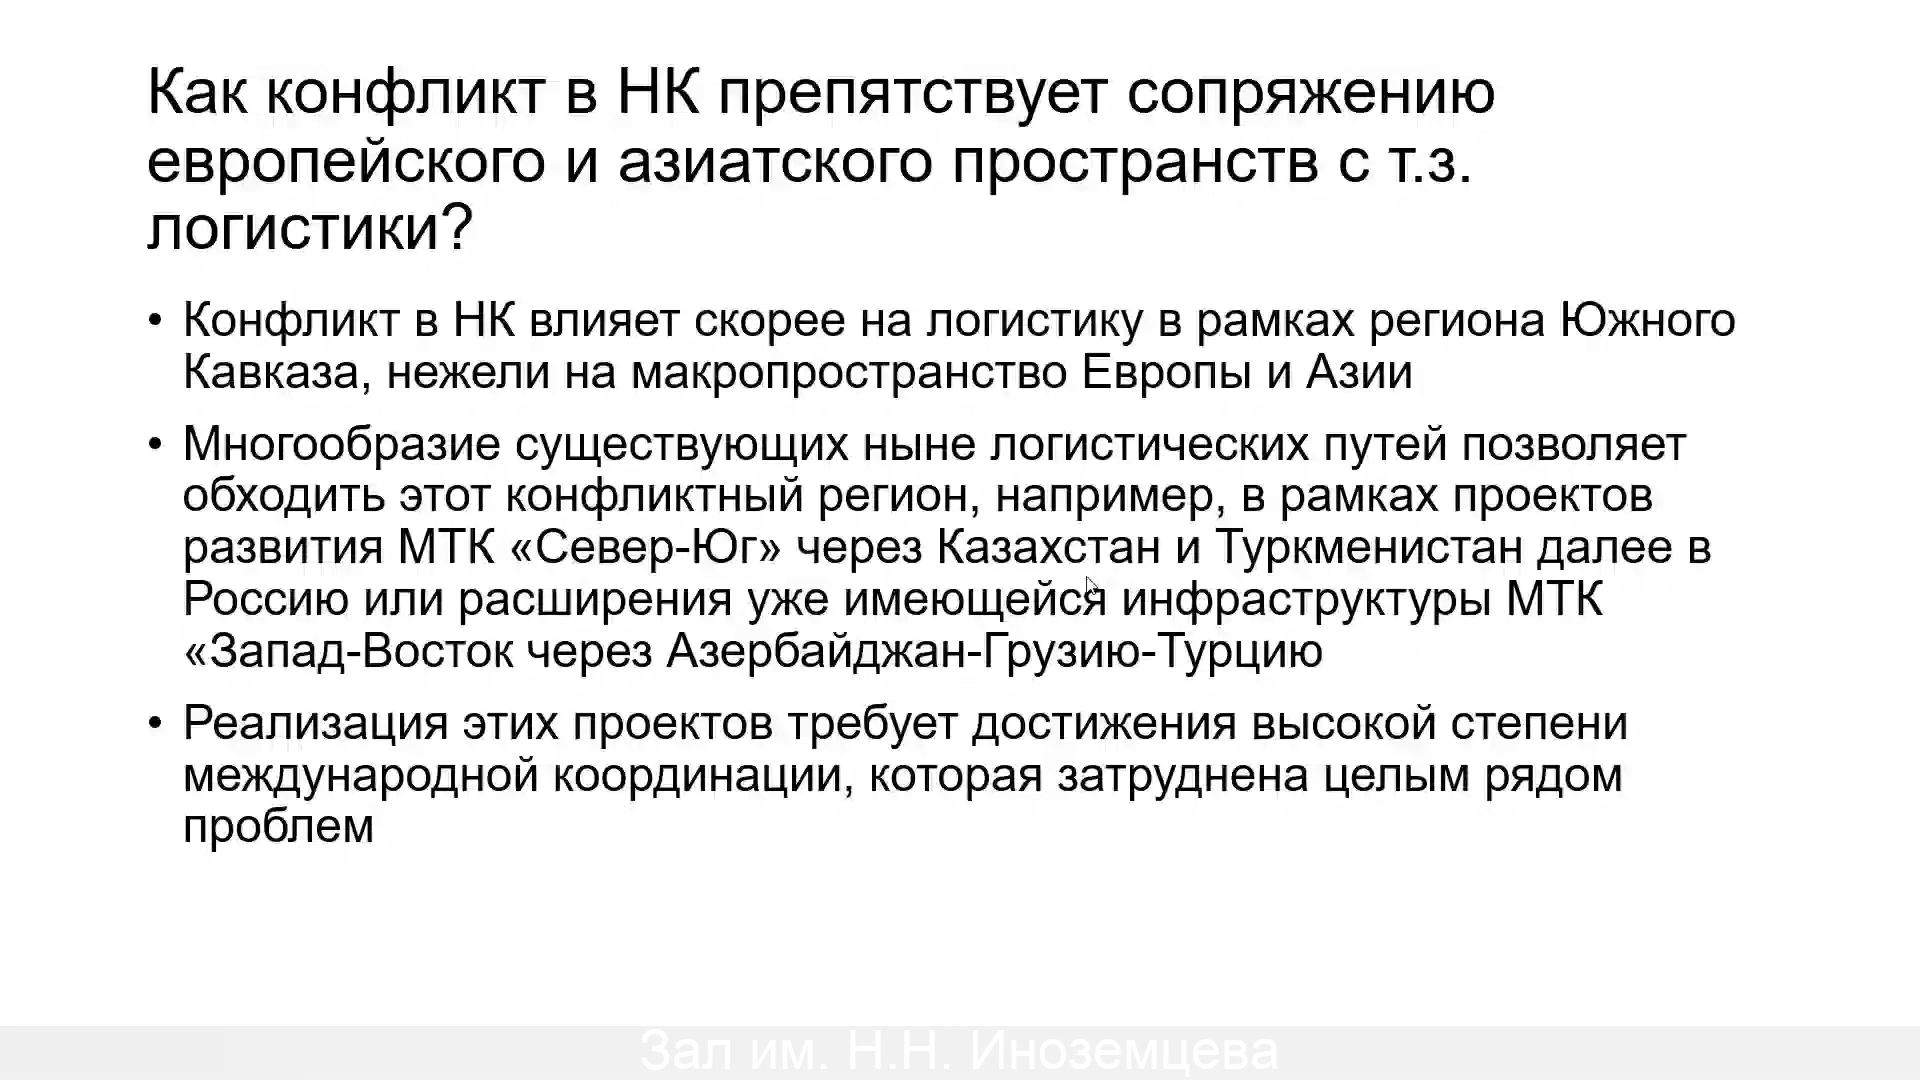 Как конфликт в НК препятствует сопряжению
европейского и азиатского пространств с т.з.
логистики?
• Конфликт в НК влияет скорее на логистику в рамках региона Южного
Кавказа, нежели на макропространство Европы и Азии
• Многообразие существующих ныне логистических путей позволяет
обходить этот конфликтный регион, например, в рамках проектов
развития МТК «Север-Юг» через Казахстан и Туркменистан далее в
Россию или расширения уже имеющейся инфраструктуры МТК
«Запад-Восток через Азербайджан-Грузию-Турцию
• Реализация этих проектов требует достижения высокой степени
международной координации, которая затруднена целым рядом
проблем
Зал им. Н.Н. Иноземцева